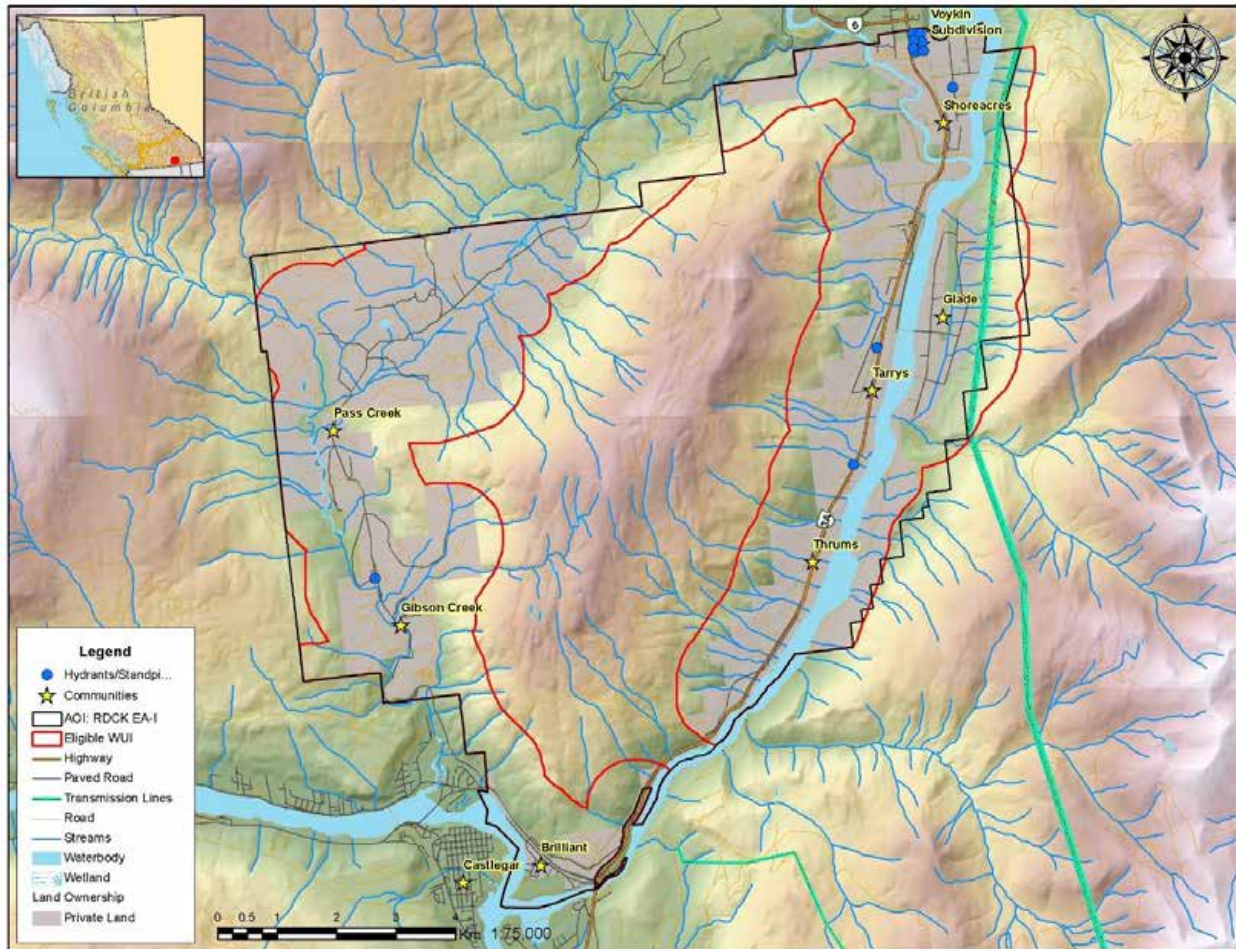 British
Columbia
6
Voykin
Subdivision
Shoreacres
Glade
Tarrys
Pass Creek
Thrums
Gibson Creek
Brilliant
Castlegar
Legend
Hydrants/Standpi...
Communities
AOI: RDCK EA-I
Eligible WUI
Highway
Paved Road
Transmission Lines
Road
Streams
Waterbody
Wetland
Land Ownership
Private Land
0 0.5 1 2 3 4
Km 1:75,000